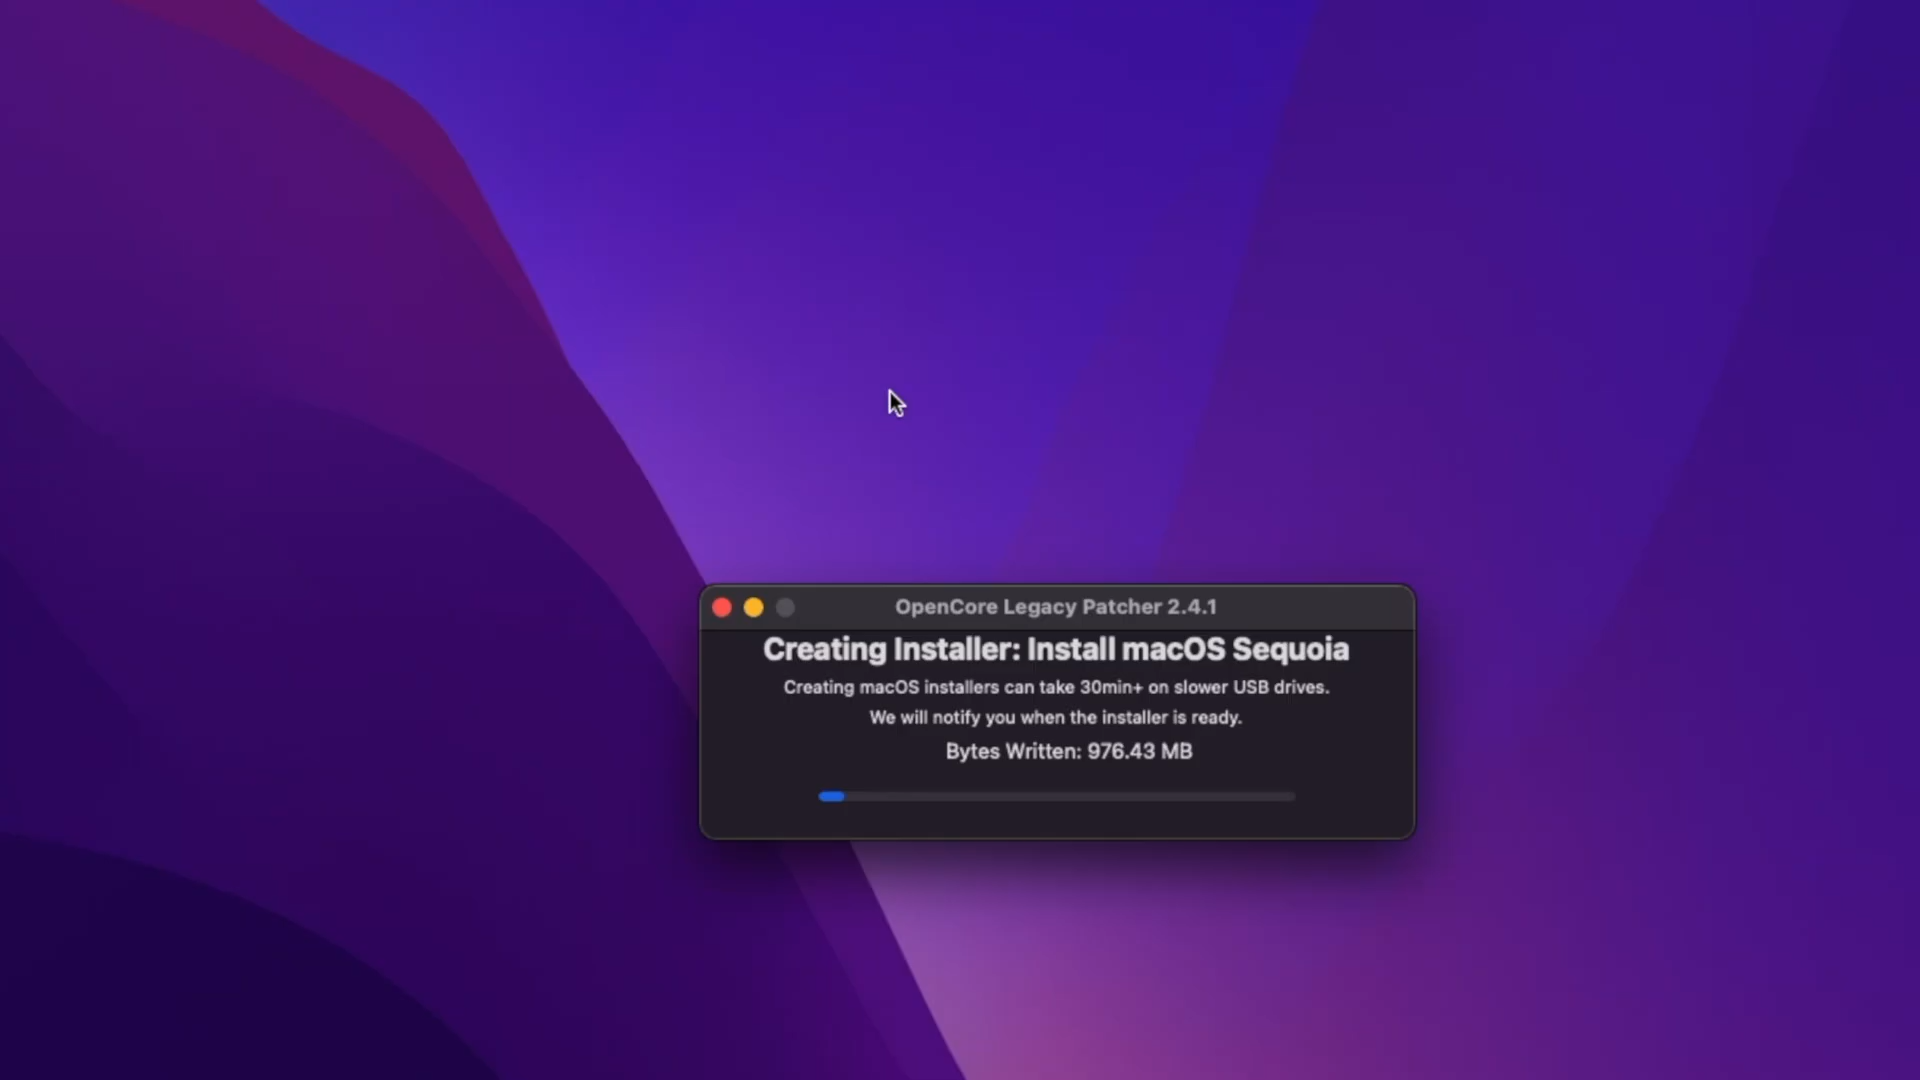 OpenCore Legacy Patcher 2.4.1
Creating Installer: Install macOS Sequoia
Creating macOS installers can take 30min+ on slower USB drives.
We will notify you when the installer is ready.
Bytes Written: 976.43 MB